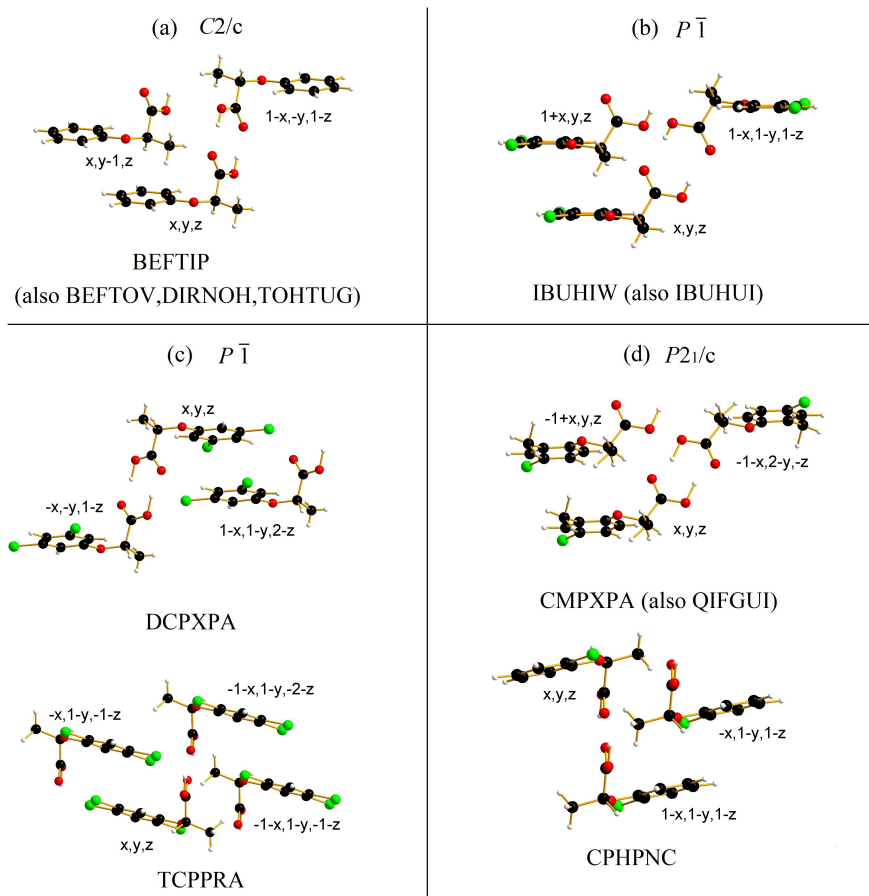 (a) C2/c
1-x,-y,1-z
x,y-1,z
x,y,z
BEFTIP
(also BEFTOV,DIRNOH,TOHTUG)
(b) P 1̅
1+x,y,z
1-x,1-y,1-z
x,y,z
IBUHIW (also IBUHUI)
(c) P 1̅
x,y,z
-x,-y,1-z
1-x,1-y,2-z
DCPXPA
-1-x,1-y,-2-z
-x,1-y,-1-z
-1-x,1-y,-1-z
x,y,z
TCPPRA
(d) P21/c
-1+x,y,z
-1-x,2-y,-z
x,y,z
CMPXPA (also QIFGUI)
x,y,z
-x,1-y,1-z
1-x,1-y,1-z
CPHPNC